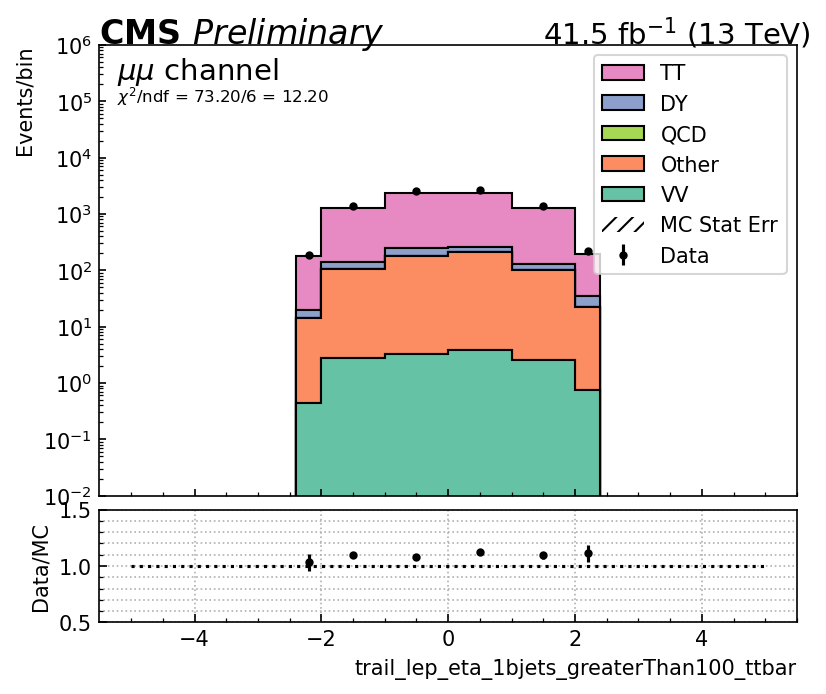 CMS Preliminary 41.5 fb⁻¹ (13 TeV)
μμ channel
χ²/ndf = 73.20/6 = 12.20
Events/bin
10⁶
10⁵
10⁴
10³
10²
10¹
10⁰
10⁻¹
10⁻²
TT
DY
QCD
Other
VV
MC Stat Err
Data
Data/MC
1.5
1.0
0.5
−4 −2 0 2 4
trail_lep_eta_1bjets_greaterThan100_ttbar